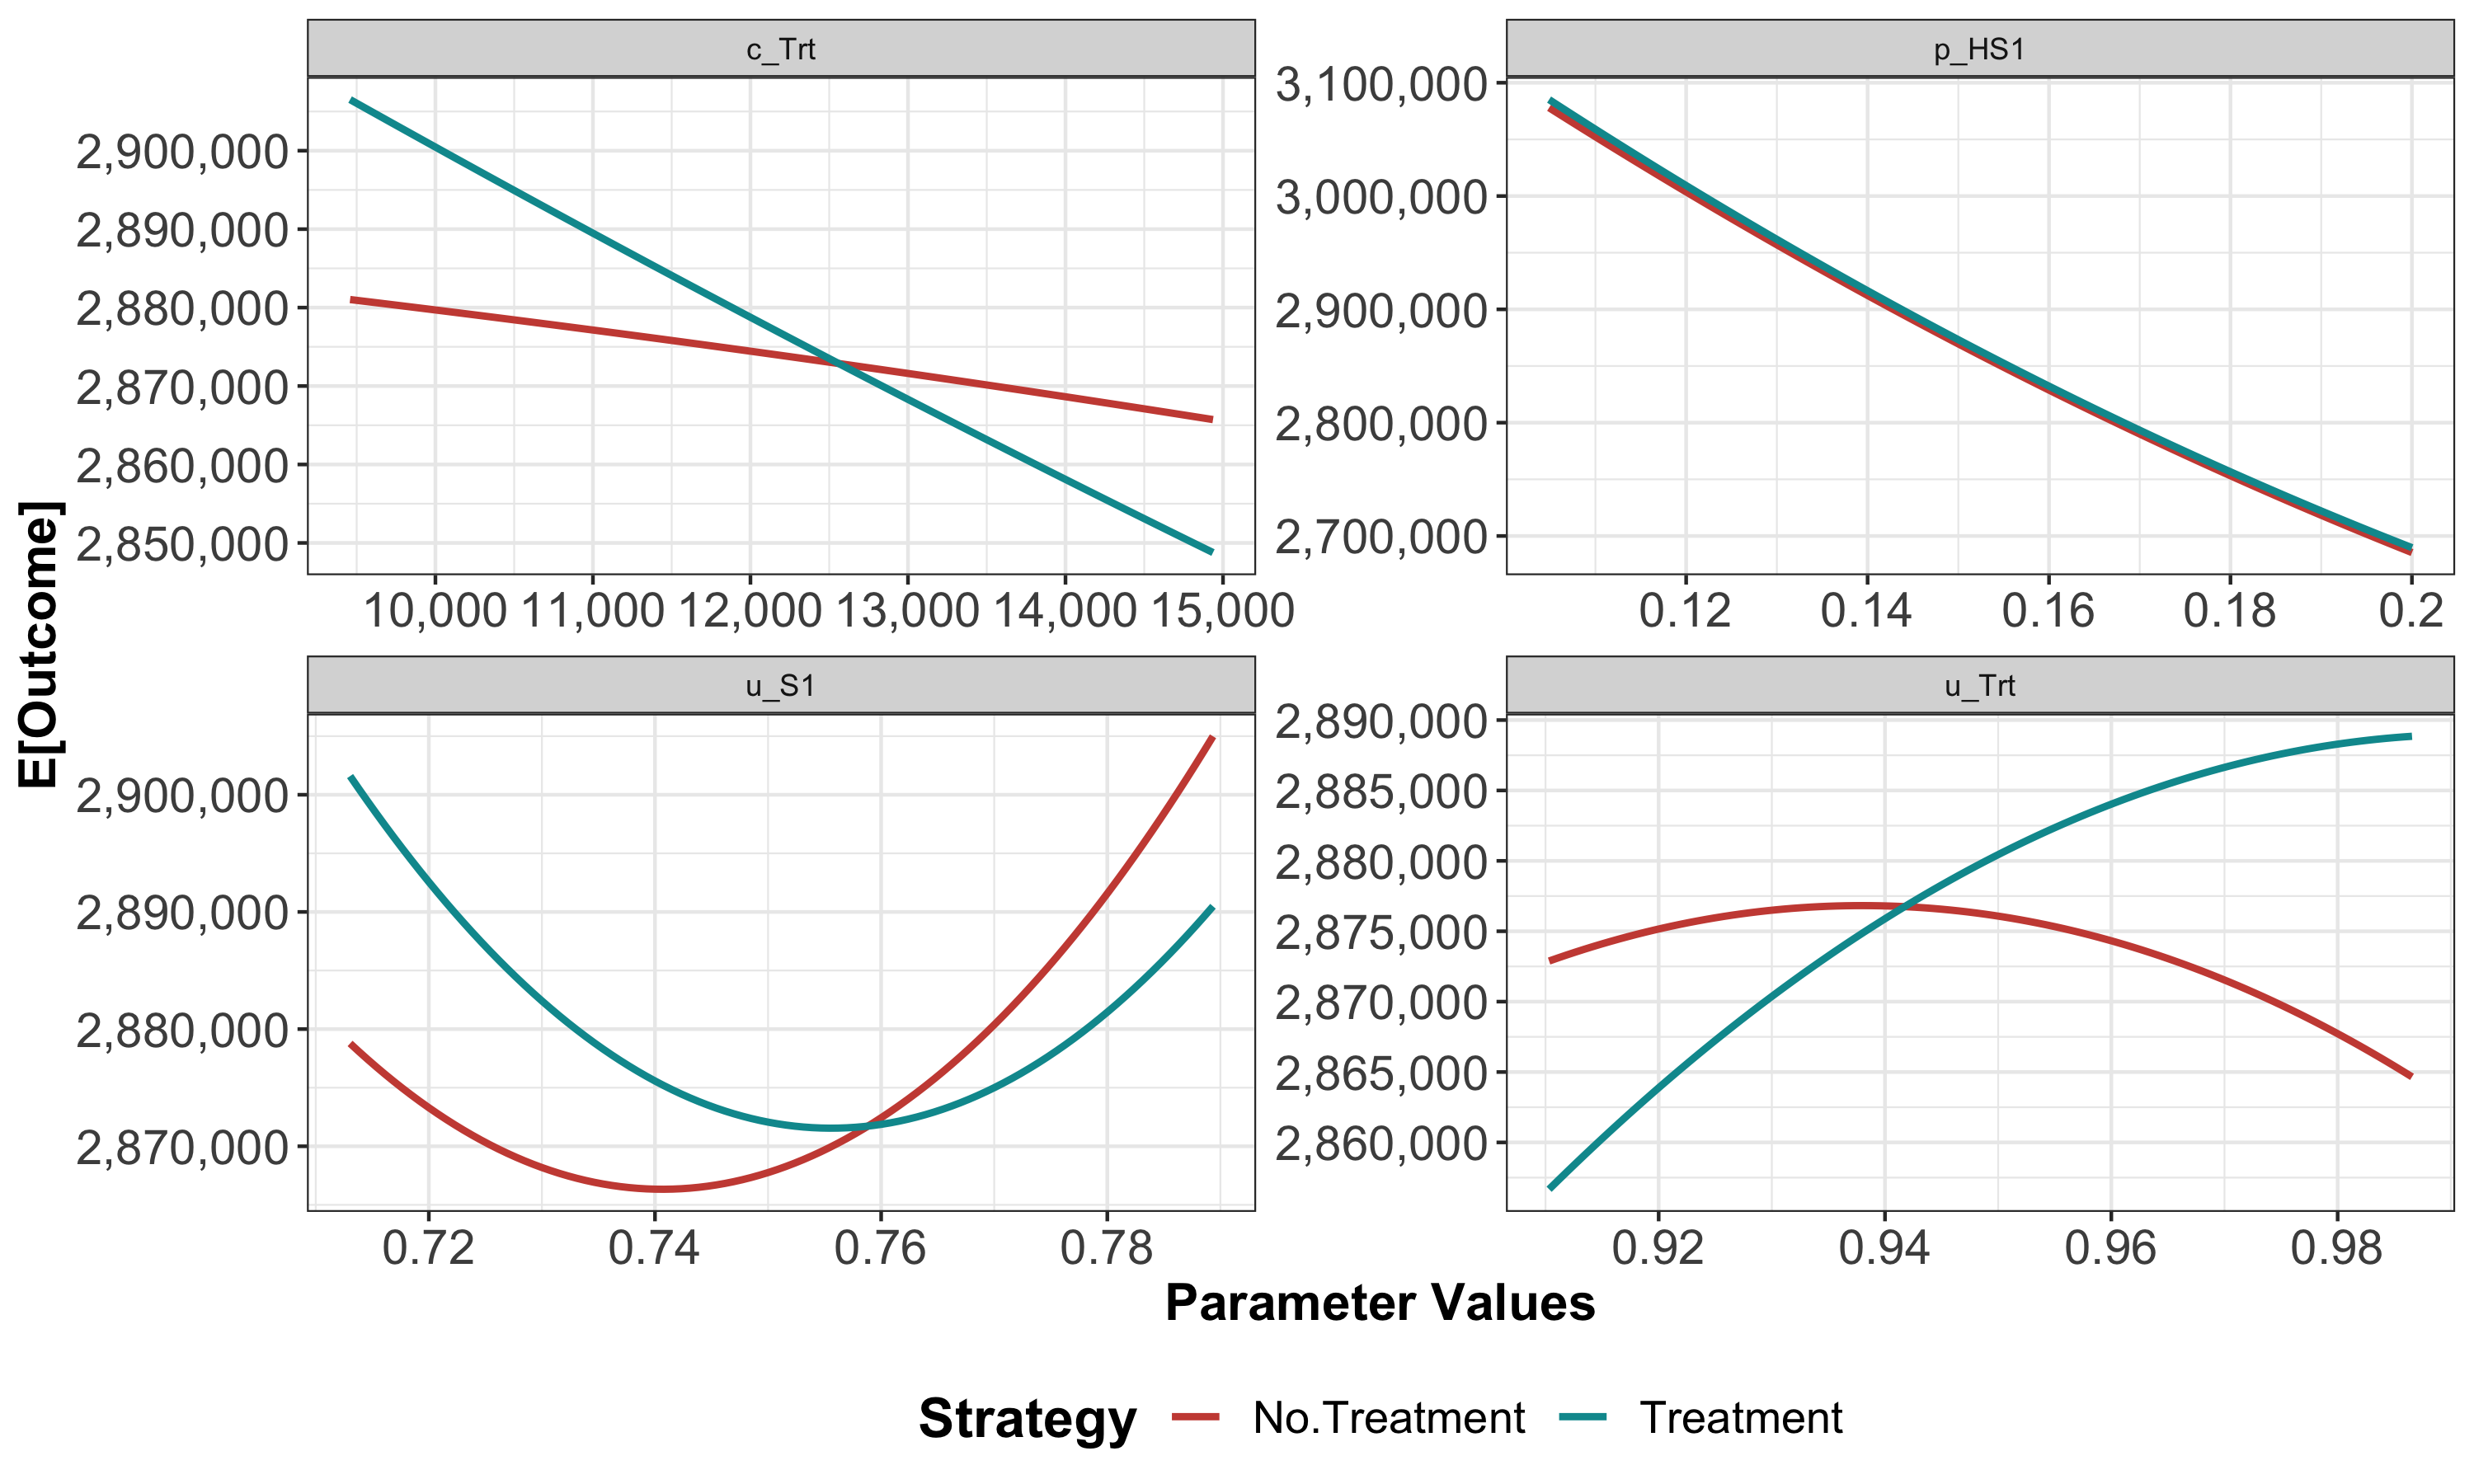 c_Trt
2,900,000
2,890,000
2,880,000
2,870,000
2,860,000
2,850,000
10,000 11,000 12,000 13,000 14,000 15,000
p_HS1
3,100,000
3,000,000
2,900,000
2,800,000
2,700,000
0.12 0.14 0.16 0.18 0.2
E[Outcome]
u_S1
2,900,000
2,890,000
2,880,000
2,870,000
0.72 0.74 0.76 0.78
u_Trt
2,890,000
2,885,000
2,880,000
2,875,000
2,870,000
2,865,000
2,860,000
0.92 0.94 0.96 0.98
Parameter Values
Strategy No.Treatment Treatment